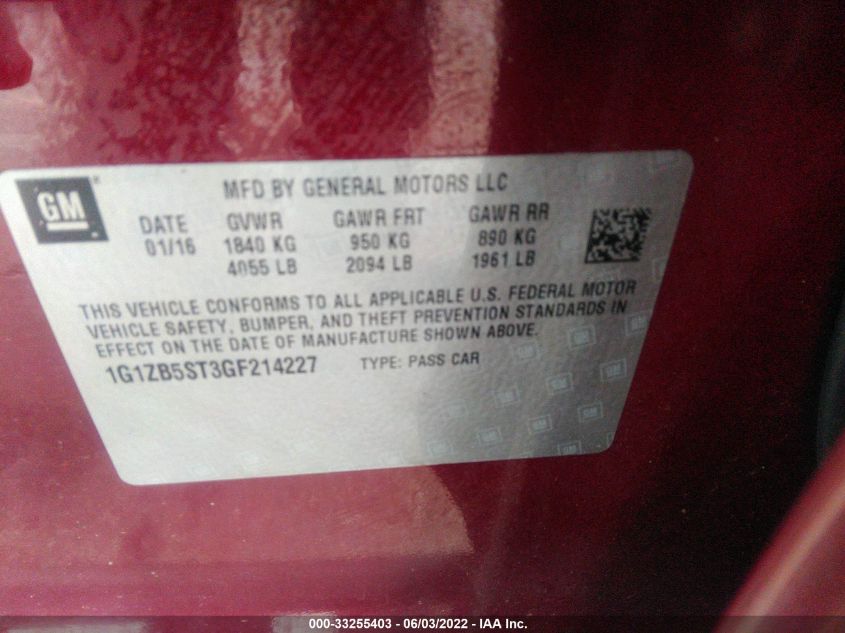 GM
MFD BY GENERAL MOTORS LLC
DATE GVWR GAWR FRT GAWR RR
01/16 1840 KG 950 KG 890 KG
4055 LB 2094 LB 1961 LB
THIS VEHICLE CONFORMS TO ALL APPLICABLE U.S. FEDERAL MOTOR
VEHICLE SAFETY, BUMPER, AND THEFT PREVENTION STANDARDS IN
EFFECT ON THE DATE OF MANUFACTURE SHOWN ABOVE.
1G1ZB5ST3GF214227 TYPE: PASS CAR
000-33255403 - 06/03/2022 - IAA Inc.